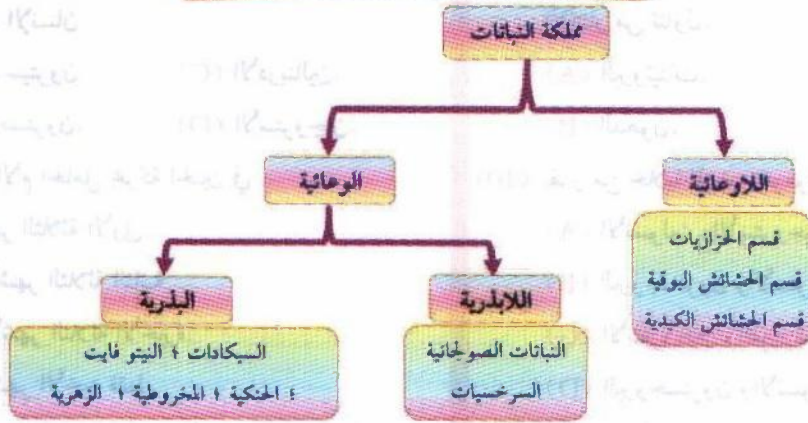 مملكة النباتات
اللاوعائية
الوعائية
قسم الحزازيات
قسم الحشائش البوقية
قسم الحشائش الكبدية
اللابذرية
البذرية
النباتات الصولجانية
السرخسيات
السيكادات ؛ النيتو فايت
؛ الجنكية ؛ المخروطية ؛ الزهرية